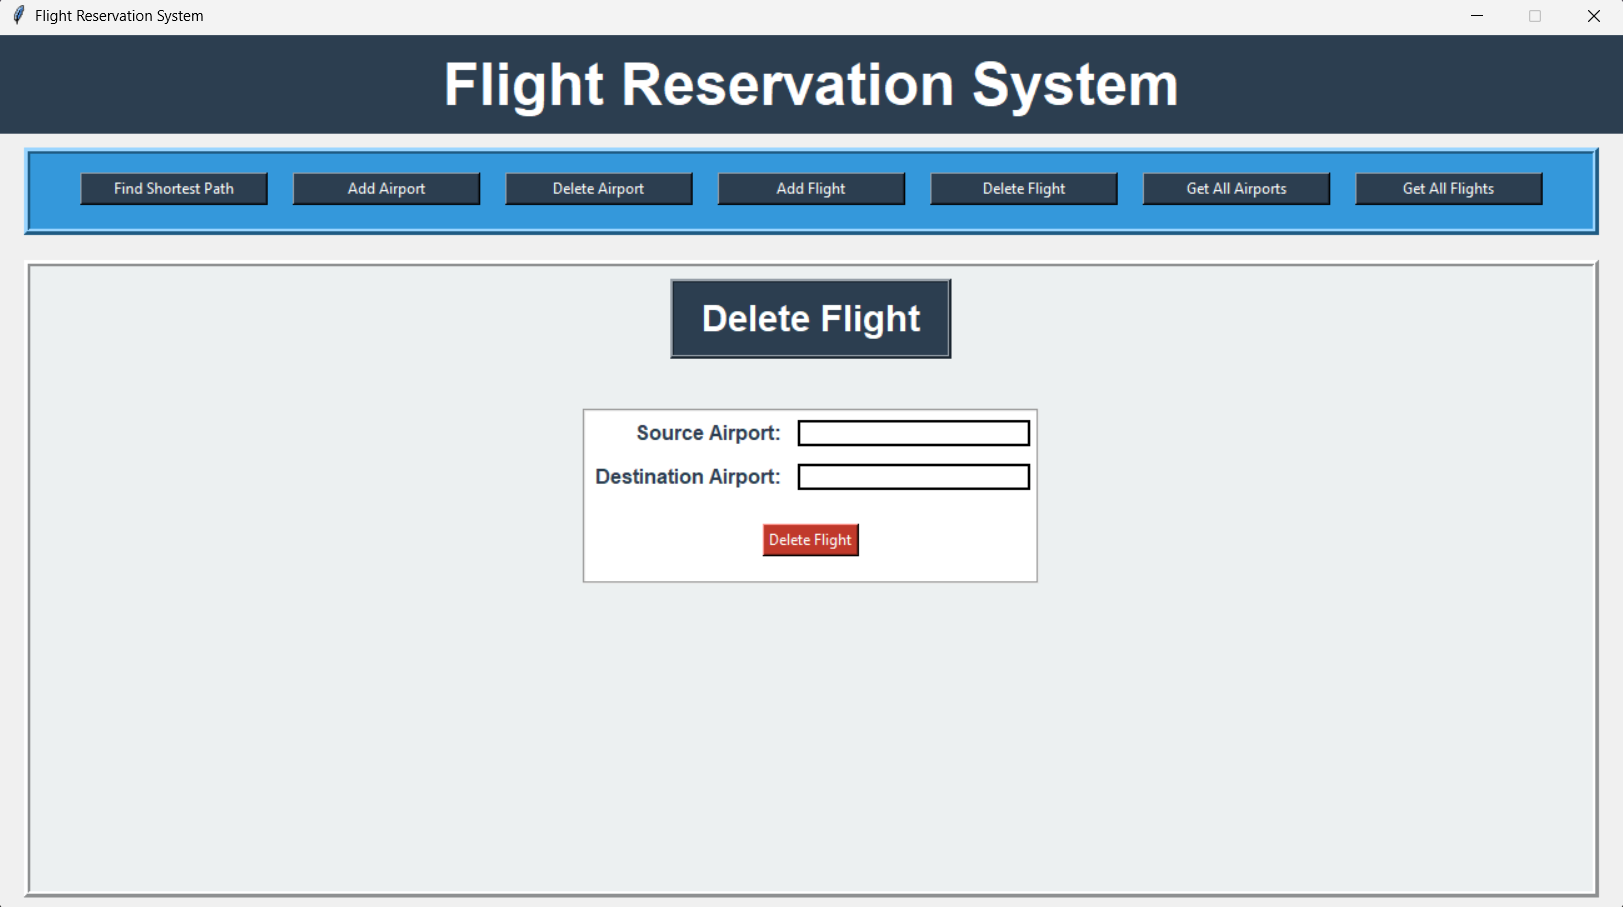 Flight Reservation System
Flight Reservation System
Find Shortest Path Add Airport Delete Airport Add Flight Delete Flight Get All Airports Get All Flights
Delete Flight
Source Airport:
Destination Airport:
Delete Flight